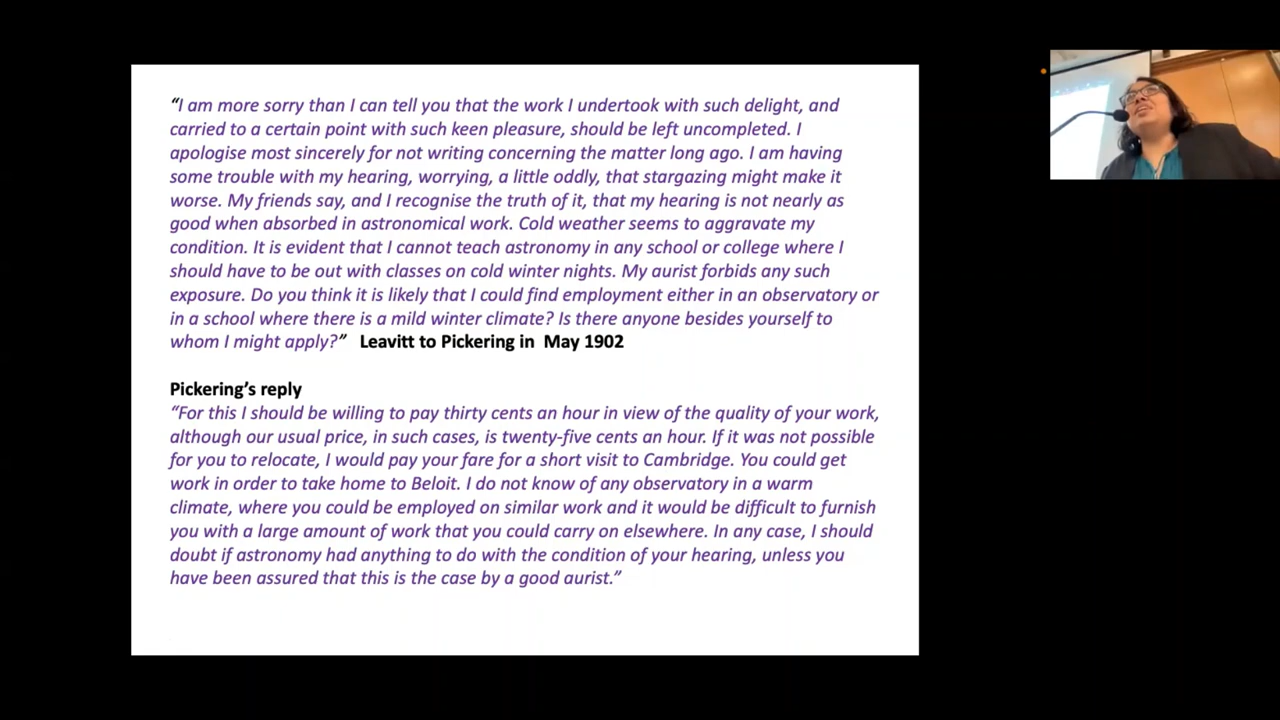 “I am more sorry than I can tell you that the work I undertook with such delight, and
carried to a certain point with such keen pleasure, should be left uncompleted. I
apologise most sincerely for not writing concerning the matter long ago. I am having
some trouble with my hearing, worrying, a little oddly, that stargazing might make it
worse. My friends say, and I recognise the truth of it, that my hearing is not nearly as
good when absorbed in astronomical work. Cold weather seems to aggravate my
condition. It is evident that I cannot teach astronomy in any school or college where I
should have to be out with classes on cold winter nights. My aurist forbids any such
exposure. Do you think it is likely that I could find employment either in an observatory or
in a school where there is a mild winter climate? Is there anyone besides yourself to
whom I might apply?” Leavitt to Pickering in May 1902
Pickering’s reply
“For this I should be willing to pay thirty cents an hour in view of the quality of your work,
although our usual price, in such cases, is twenty-five cents an hour. If it was not possible
for you to relocate, I would pay your fare for a short visit to Cambridge. You could get
work in order to take home to Beloit. I do not know of any observatory in a warm
climate, where you could be employed on similar work and it would be difficult to furnish
you with a large amount of work that you could carry on elsewhere. In any case, I should
doubt if astronomy had anything to do with the condition of your hearing, unless you
have been assured that this is the case by a good aurist.”